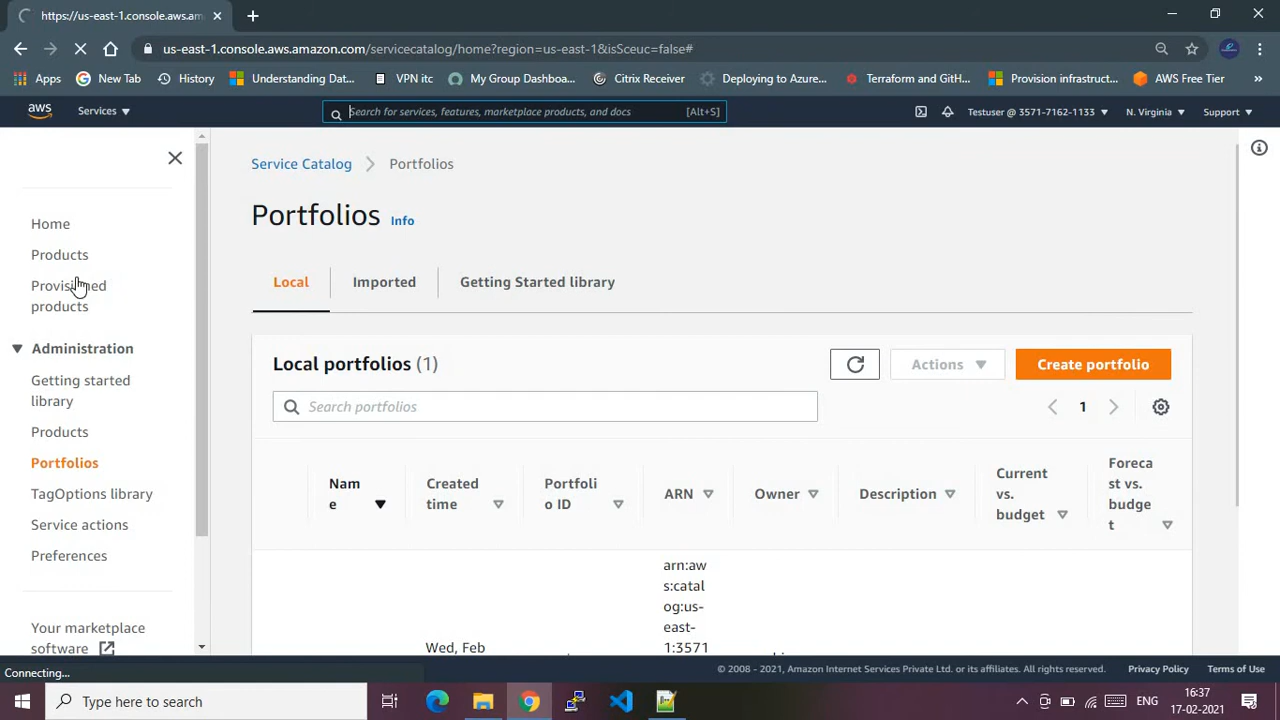 https://us-east-1.console.aws.am
us-east-1.console.aws.amazon.com/servicecatalog/home?region=us-east-1&isSceuc=false#
Apps New Tab History Understanding Dat... VPN itc My Group Dashboa... Citrix Receiver Deploying to Azure... Terraform and GitH... Provision infrastruct... AWS Free Tier »
aws Services Search for services, features, marketplace products, and docs [Alt+S] Testuser @ 3571-7162-1133 N. Virginia Support
Home
Products
Provisioned
products
Administration
Getting started
library
Products
Portfolios
TagOptions library
Service actions
Preferences
Your marketplace
software
Service Catalog Portfolios
Portfolios Info
Local Imported Getting Started library
Local portfolios (1) Actions Create portfolio
Search portfolios 1
Nam
e
Created
time
Portfoli
o ID
ARN
Owner
Description
Current
vs.
budget
Foreca
st vs.
budge
t
arn:aw
s:catal
og:us-
east-
1:3571
Wed, Feb
Connecting...
© 2008 - 2021, Amazon Internet Services Private Ltd. or its affiliates. All rights reserved. Privacy Policy Terms of Use
Type here to search
ENG
16:37
17-02-2021